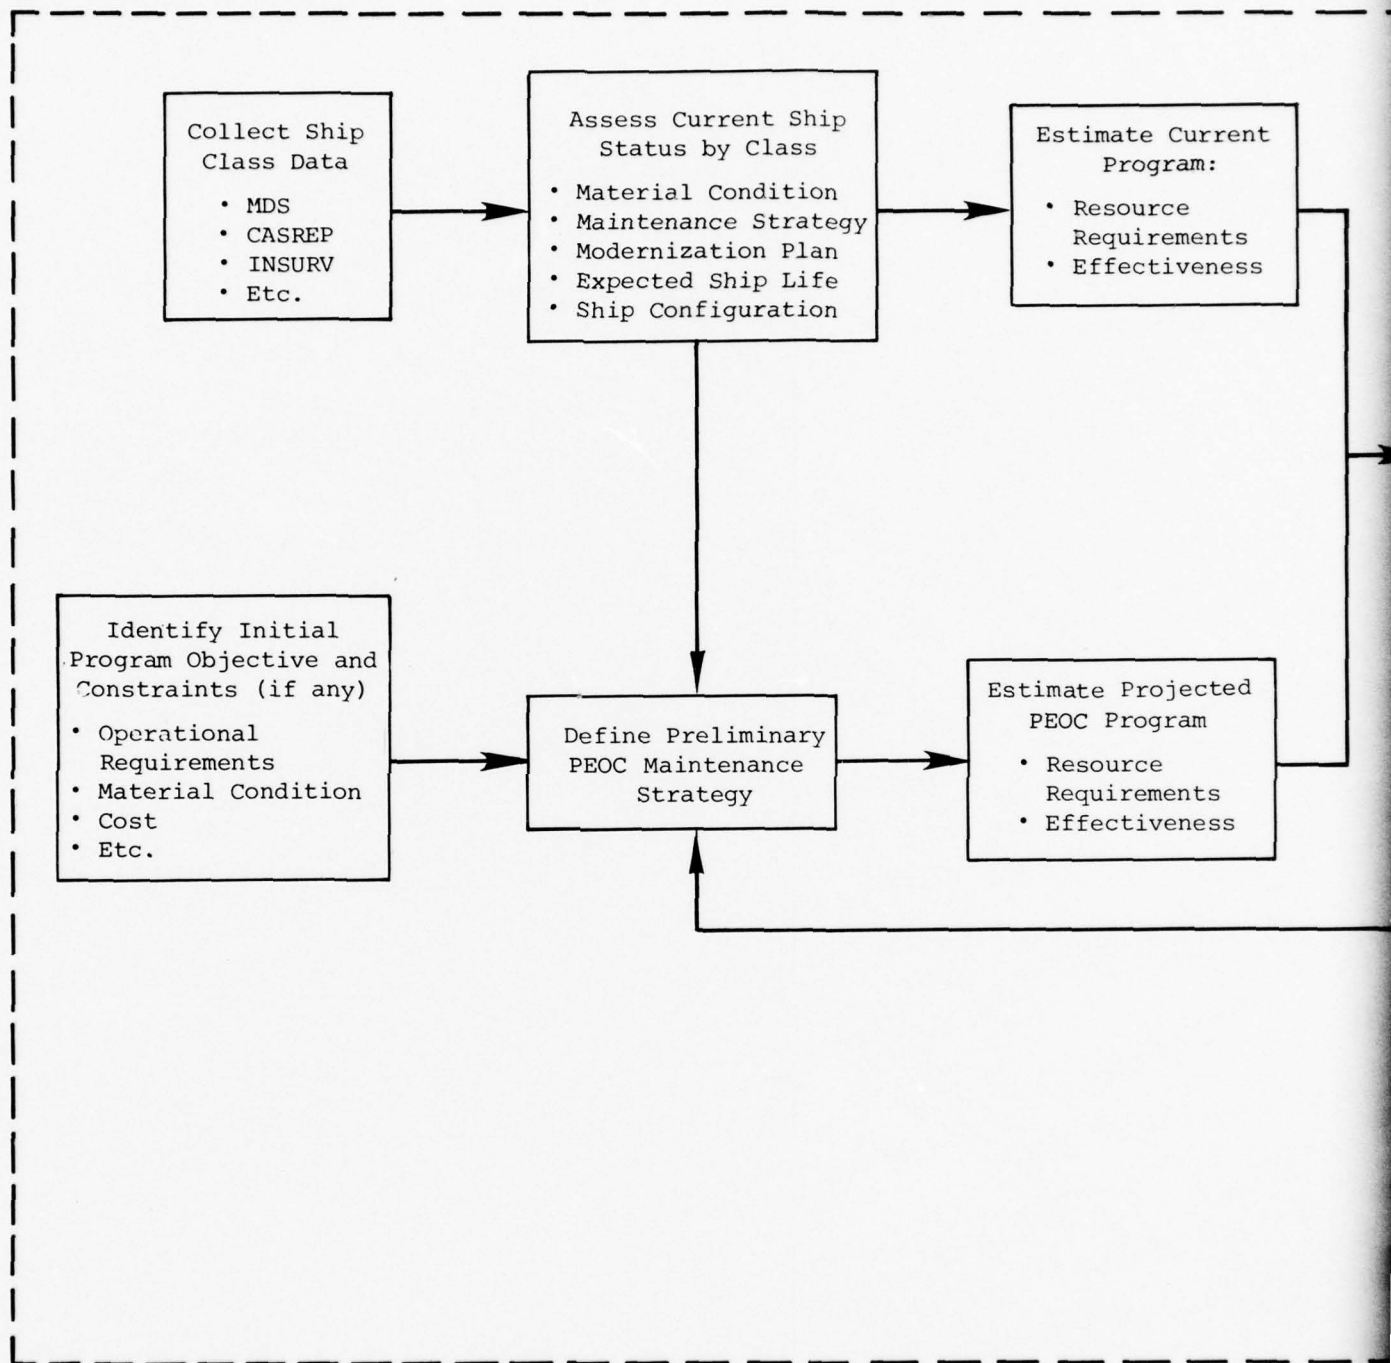 Collect Ship
Class Data
• MDS
• CASREP
• INSURV
• Etc.
Assess Current Ship
Status by Class
• Material Condition
• Maintenance Strategy
• Modernization Plan
• Expected Ship Life
• Ship Configuration
Estimate Current
Program:
• Resource
Requirements
• Effectiveness
Identify Initial
Program Objective and
Constraints (if any)
• Operational
Requirements
• Material Condition
• Cost
• Etc.
Define Preliminary
PEOC Maintenance
Strategy
Estimate Projected
PEOC Program
• Resource
Requirements
• Effectiveness